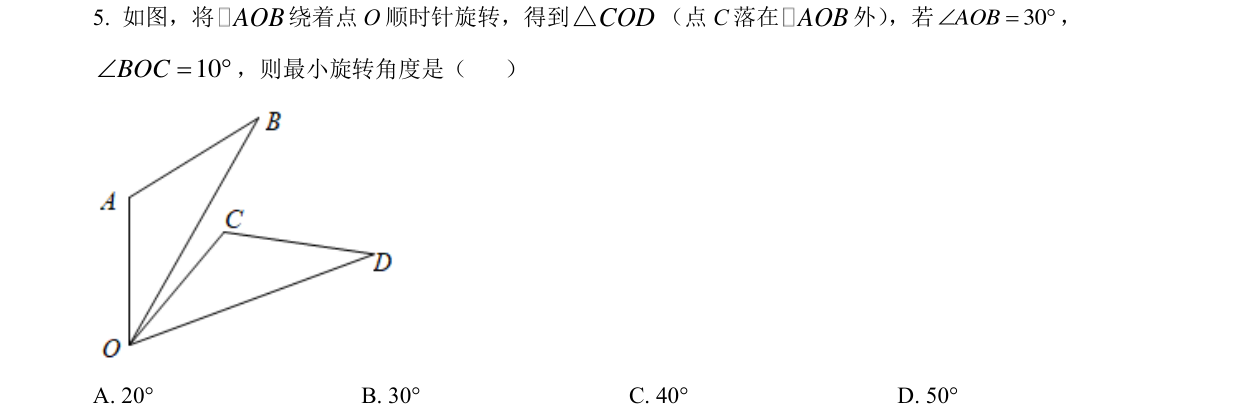 5. 如图，将□AOB绕着点 O 顺时针旋转，得到△COD（点 C落在□AOB外），若∠AOB=30°，
∠BOC=10°，则最小旋转角度是（　　）
B
A
C
D
O
A. 20° B. 30° C. 40° D. 50°